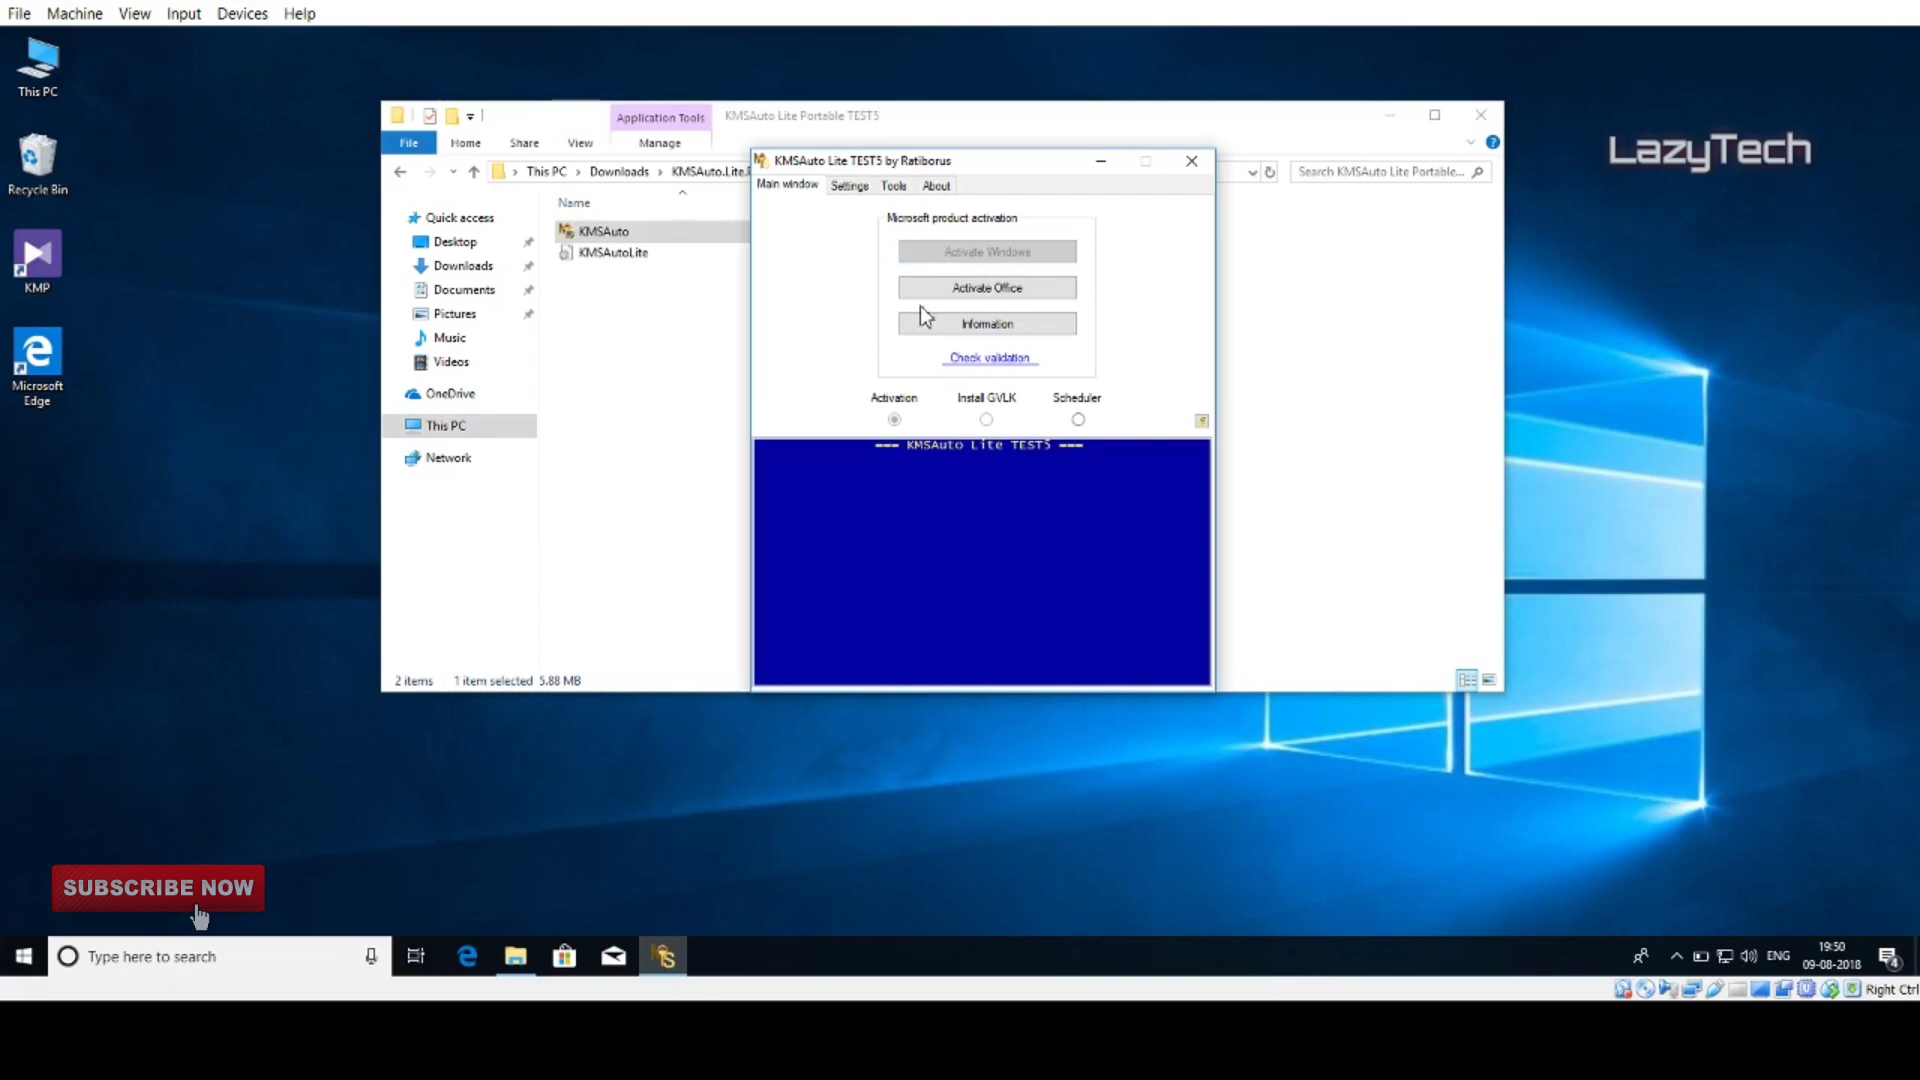 File Machine View Input Devices Help
This PC
Recycle Bin
KMP
Microsoft
Edge
LazyTech
Application Tools KMSAuto Lite Portable TEST5
File Home Share View Manage
This PC Downloads KMSAuto.Lite. Search KMSAuto Lite Portable...
Name
Quick access
Desktop
Downloads
Documents
Pictures
Music
Videos
OneDrive
This PC
Network
KMSAuto
KMSAutoLite
2 items 1 item selected 5.88 MB
KMSAuto Lite TEST5 by Ratiborus
Main window Settings Tools About
Microsoft product activation
Activate Windows
Activate Office
Information
Check validation
Activation Install GVLK Scheduler
=== KMSAuto Lite TEST5 ===
SUBSCRIBE NOW
Type here to search
ENG
19:50
09-08-2018
4
Right Ctrl